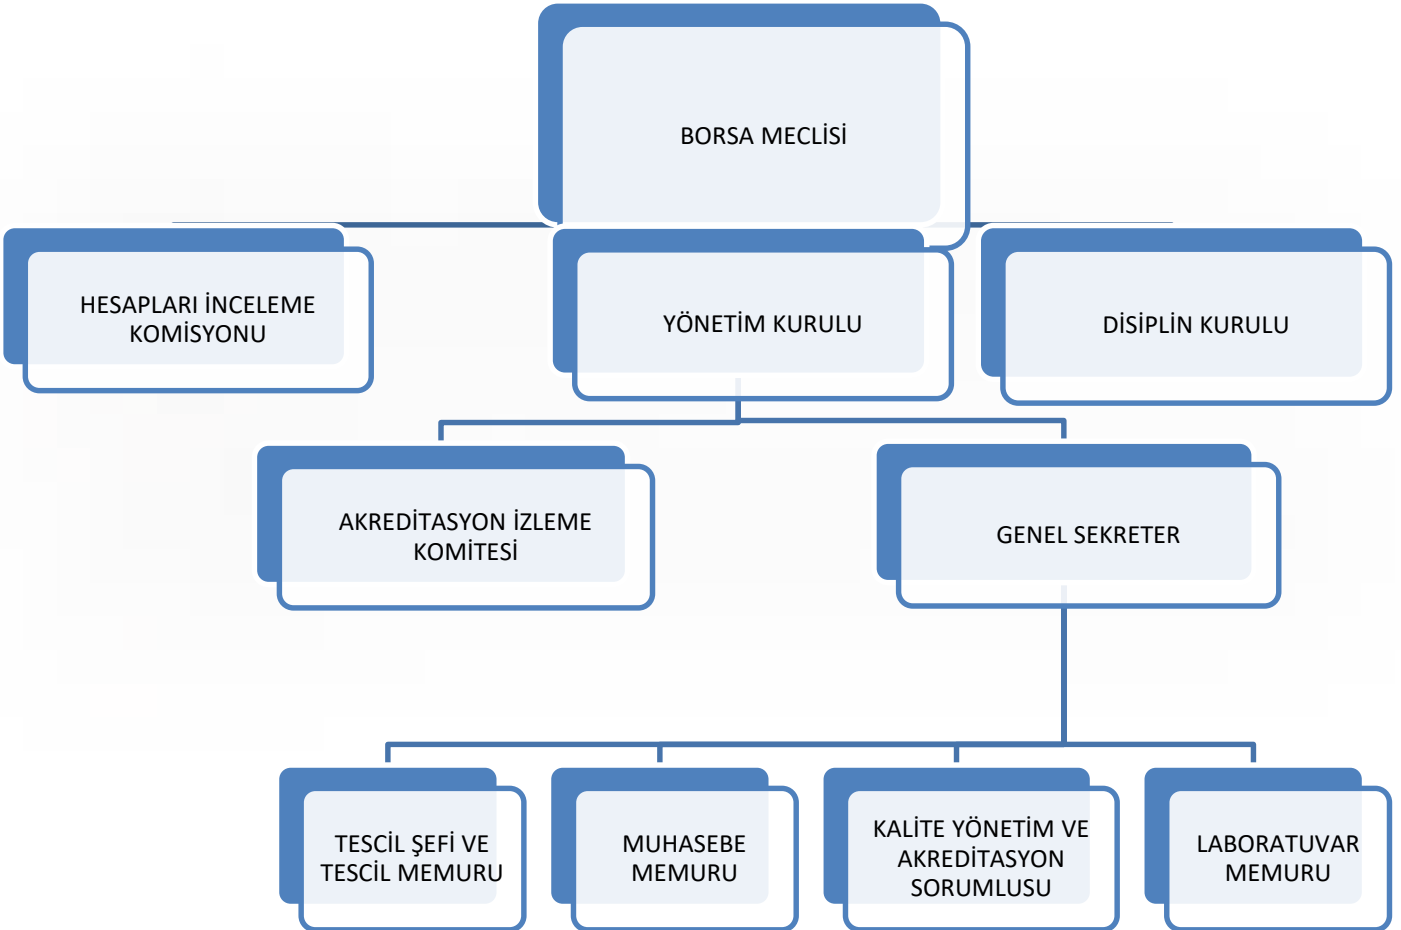 BORSA MECLİSİ
HESAPLARI İNCELEME
KOMİSYONU
YÖNETİM KURULU
DİSİPLİN KURULU
AKREDİTASYON İZLEME
KOMİTESİ
GENEL SEKRETER
TESCİL ŞEFİ VE
TESCİL MEMURU
MUHASEBE
MEMURU
KALİTE YÖNETİM VE
AKREDİTASYON
SORUMLUSU
LABORATUVAR
MEMURU